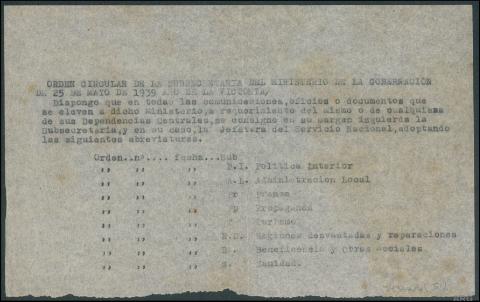 ORDEN CIRCULAR DE LA SUBSECRETARIA DEL MINISTERIO DE LA GOBERNACIÓN
DE 25 DE MAYO DE 1939 AÑO DE LA VICTORIA,
Dispongo que en todas las comunicaciones, oficios o documentos que
se eleven a dicho Ministerio, a requerimiento del mismo o de cualquiera
de sus Dependencias Centrales, se consigne en su margen izquierda la
Subsecretaria, y en su caso, la Jefatura del Servicio Nacional, adoptando
las siguientes abreviaturas.
Orden..nº.... fecha...Sub
,, ,, ,, P.I. Política Interior
,, ,, ,, A.L. Administracion Local
,, ,, ,, Pr Prensa
,, ,, ,, Pp Propaganda
,, ,, ,, Turismo
,, ,, ,, R.D. Regiones devastadas y reparaciones
,, ,, ,, B. Beneficencia y Obras sociales
,, ,, ,, S. Sanidad.